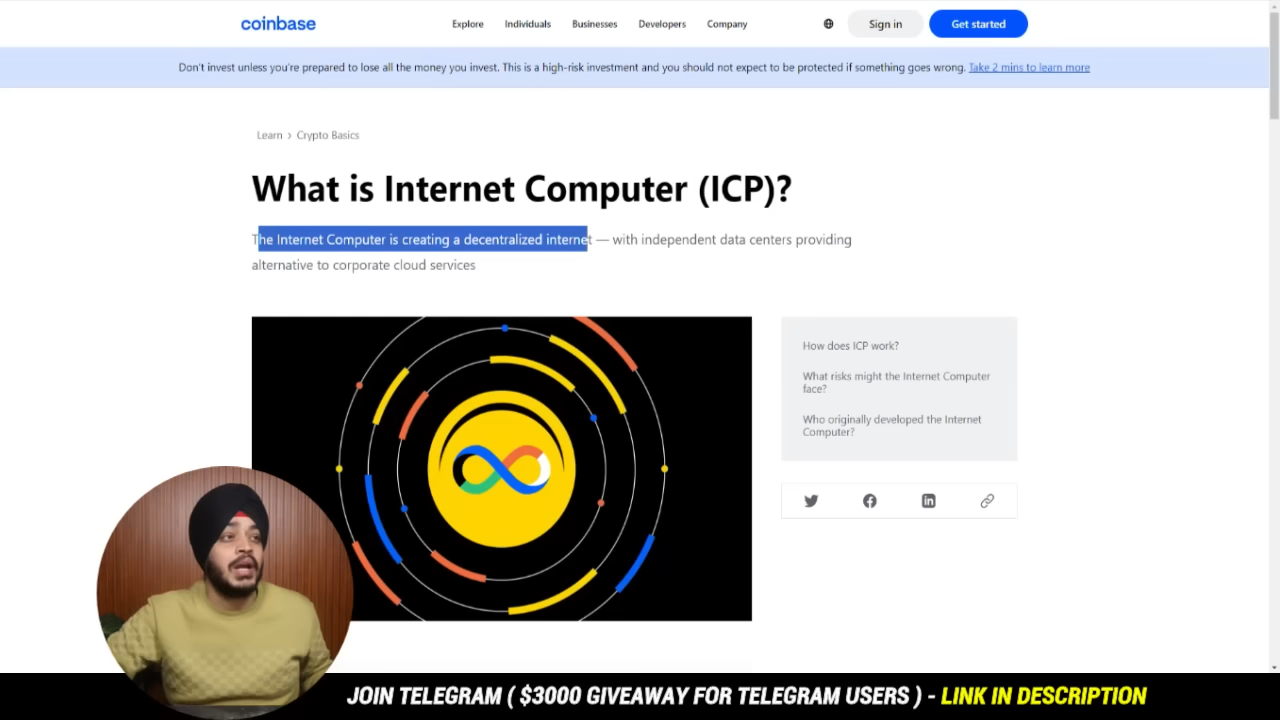 coinbase
Explore
Individuals
Businesses
Developers
Company
Sign in
Get started
Don't invest unless you're prepared to lose all the money you invest. This is a high-risk investment and you should not expect to be protected if something goes wrong. Take 2 mins to learn more
Learn > Crypto Basics
What is Internet Computer (ICP)?
The Internet Computer is creating a decentralized internet — with independent data centers providing
alternative to corporate cloud services
How does ICP work?
What risks might the Internet Computer
face?
Who originally developed the Internet
Computer?
JOIN TELEGRAM ( $3000 GIVEAWAY FOR TELEGRAM USERS ) - LINK IN DESCRIPTION